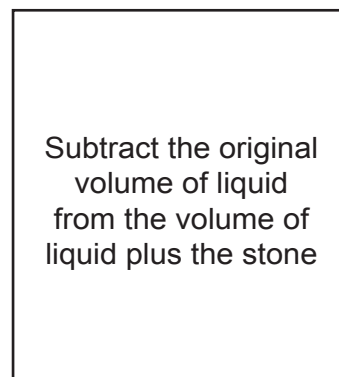 Subtract the original
volume of liquid
from the volume of
liquid plus the stone